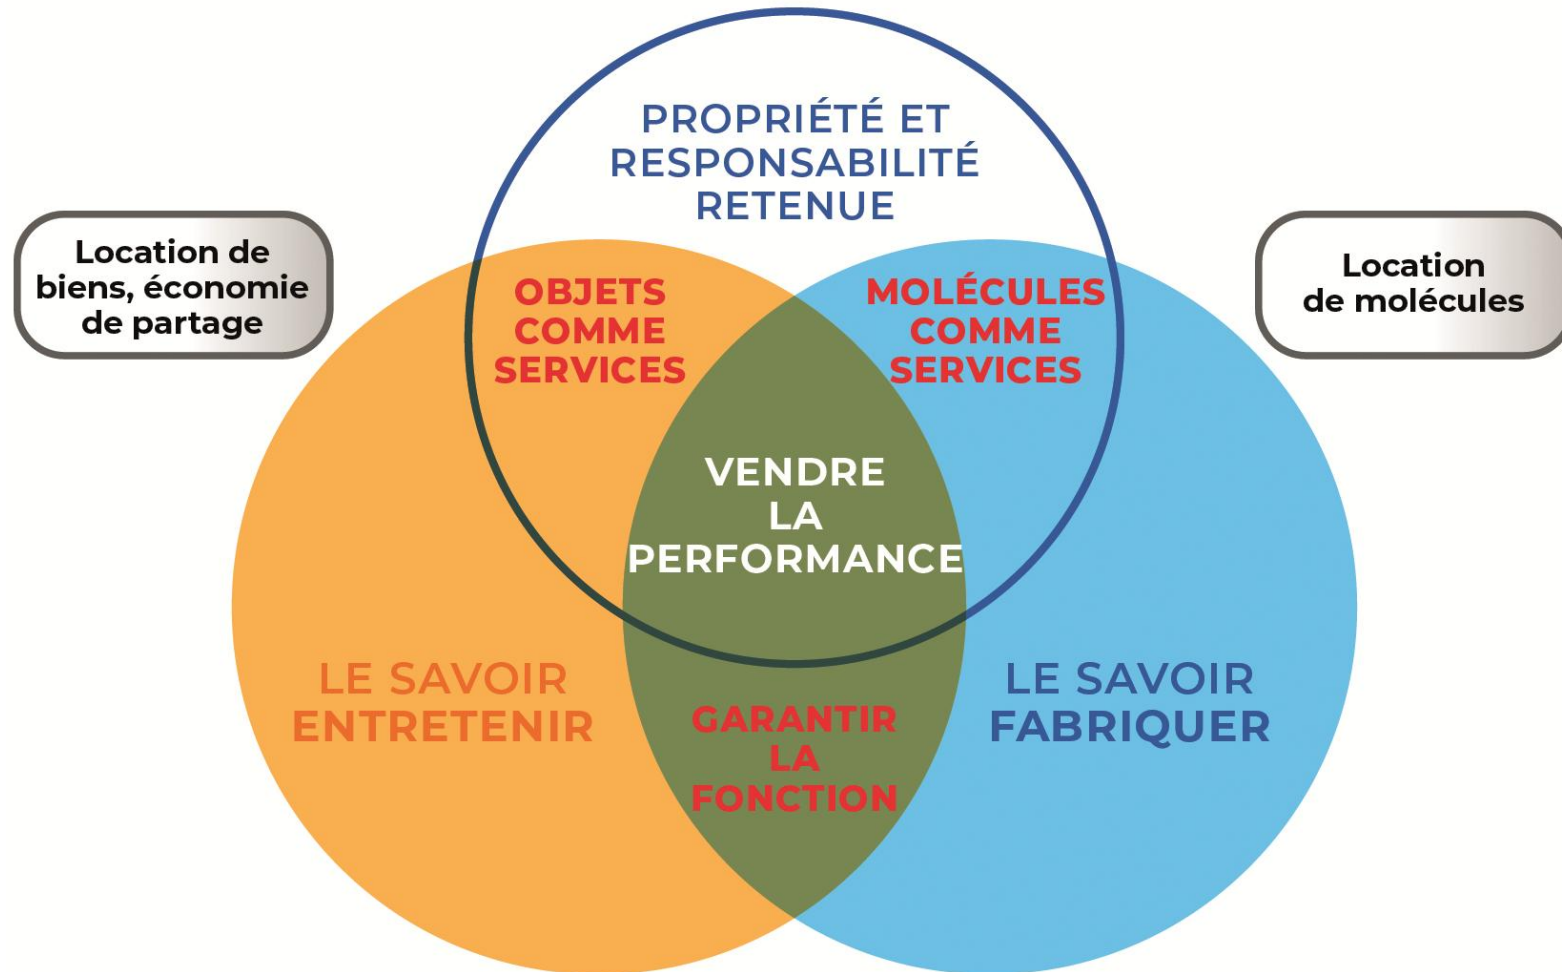 PROPRIÉTÉ ET
RESPONSABILITÉ
RETENUE
Location de
biens, économie
de partage
Location
de molécules
OBJETS
COMME
SERVICES
MOLÉCULES
COMME
SERVICES
VENDRE
LA
PERFORMANCE
LE SAVOIR
ENTRETENIR
LE SAVOIR
FABRIQUER
GARANTIR
LA
FONCTION